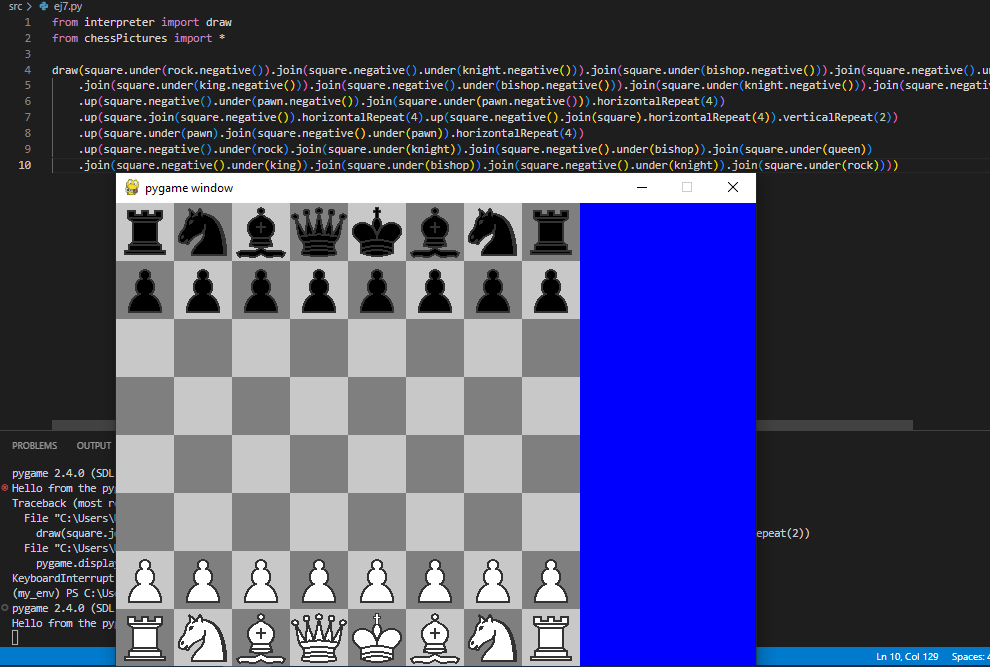 src > ej7.py
1 from interpreter import draw
2 from chessPictures import *
3
4 draw(square.under(rock.negative()).join(square.negative().under(knight.negative())).join(square.under(bishop.negative())).join(square.negative().un
5 .join(square.under(king.negative())).join(square.negative().under(bishop.negative())).join(square.under(knight.negative())).join(square.negative
6 .up(square.negative().under(pawn.negative()).join(square.under(pawn.negative())).horizontalRepeat(4))
7 .up(square.join(square.negative()).horizontalRepeat(4).up(square.negative().join(square).horizontalRepeat(4)).verticalRepeat(2))
8 .up(square.under(pawn).join(square.negative().under(pawn)).horizontalRepeat(4))
9 .up(square.negative().under(rock).join(square.under(knight)).join(square.negative().under(bishop)).join(square.under(queen))
10 .join(square.negative().under(king)).join(square.under(bishop)).join(square.negative().under(knight)).join(square.under(rock))))
pygame window
PROBLEMS OUTPUT
pygame 2.4.0 (SDL
Hello from the pyg
Traceback (most re
File "C:\Users\
draw(square.j epeat(2))
File "C:\Users\
pygame.displa
KeyboardInterrupt
(my_env) PS C:\Use
pygame 2.4.0 (SDL
Hello from the pyg
Ln 10, Col 129 Spaces: 4